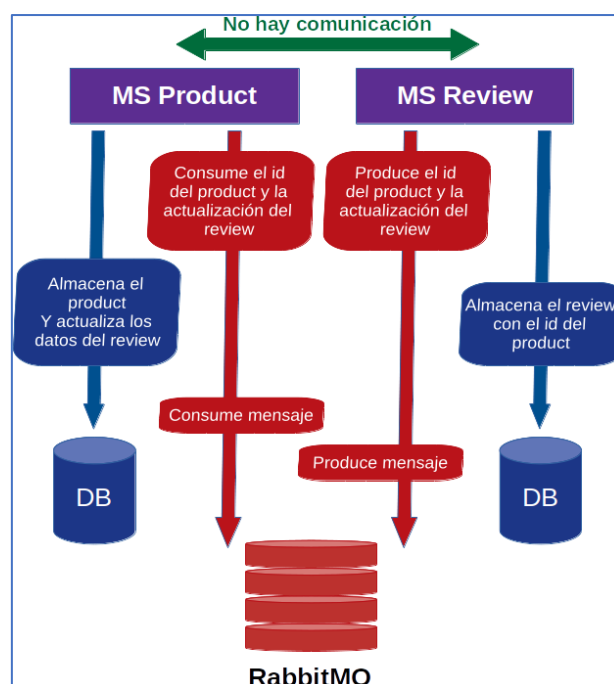 No hay comunicación
MS Product
MS Review
Consume el id
del product y la
actualización del
review
Produce el id
del product y la
actualización del
review
Almacena el
product
Y actualiza los
datos del review
Almacena el review
con el id del
product
Consume mensaje
Produce mensaje
DB
DB
RabbitMQ